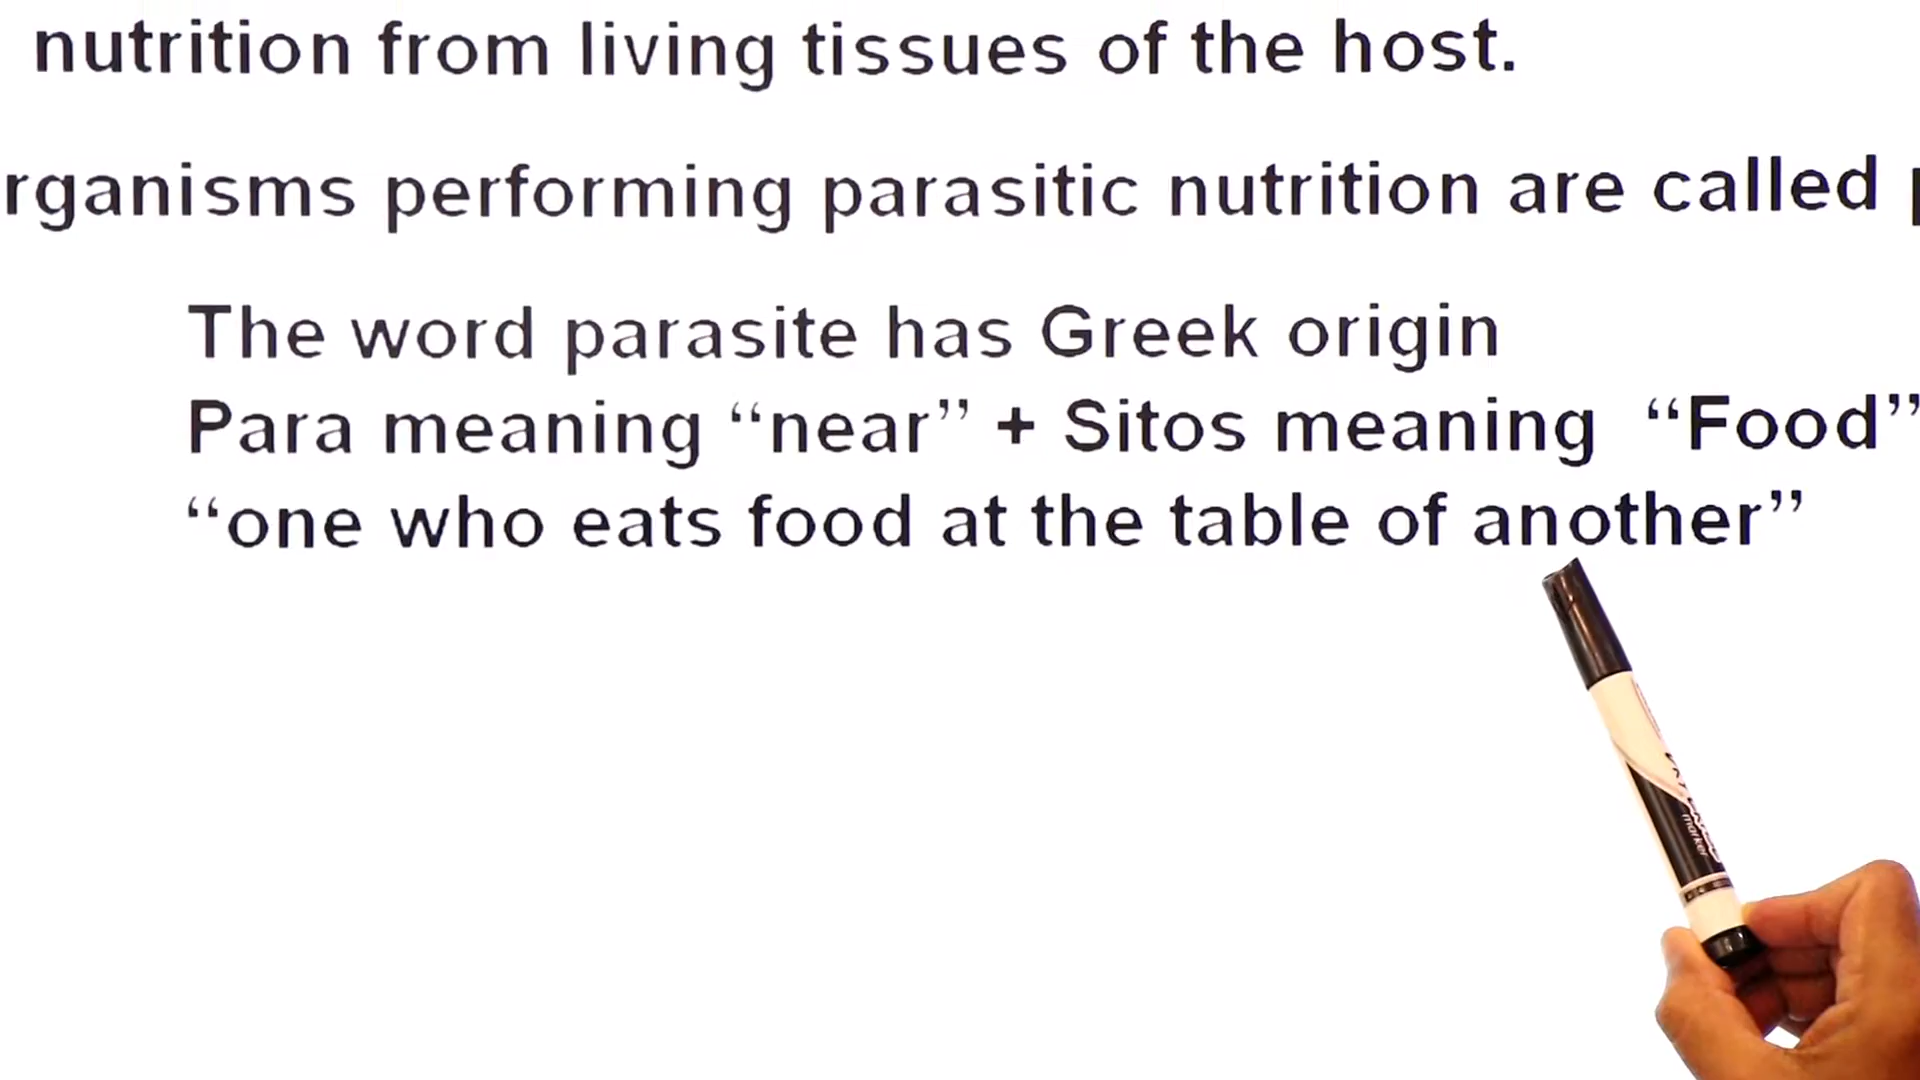 nutrition from living tissues of the host.
rganisms performing parasitic nutrition are called
The word parasite has Greek origin
Para meaning “near” + Sitos meaning “Food”
“one who eats food at the table of another”
marker